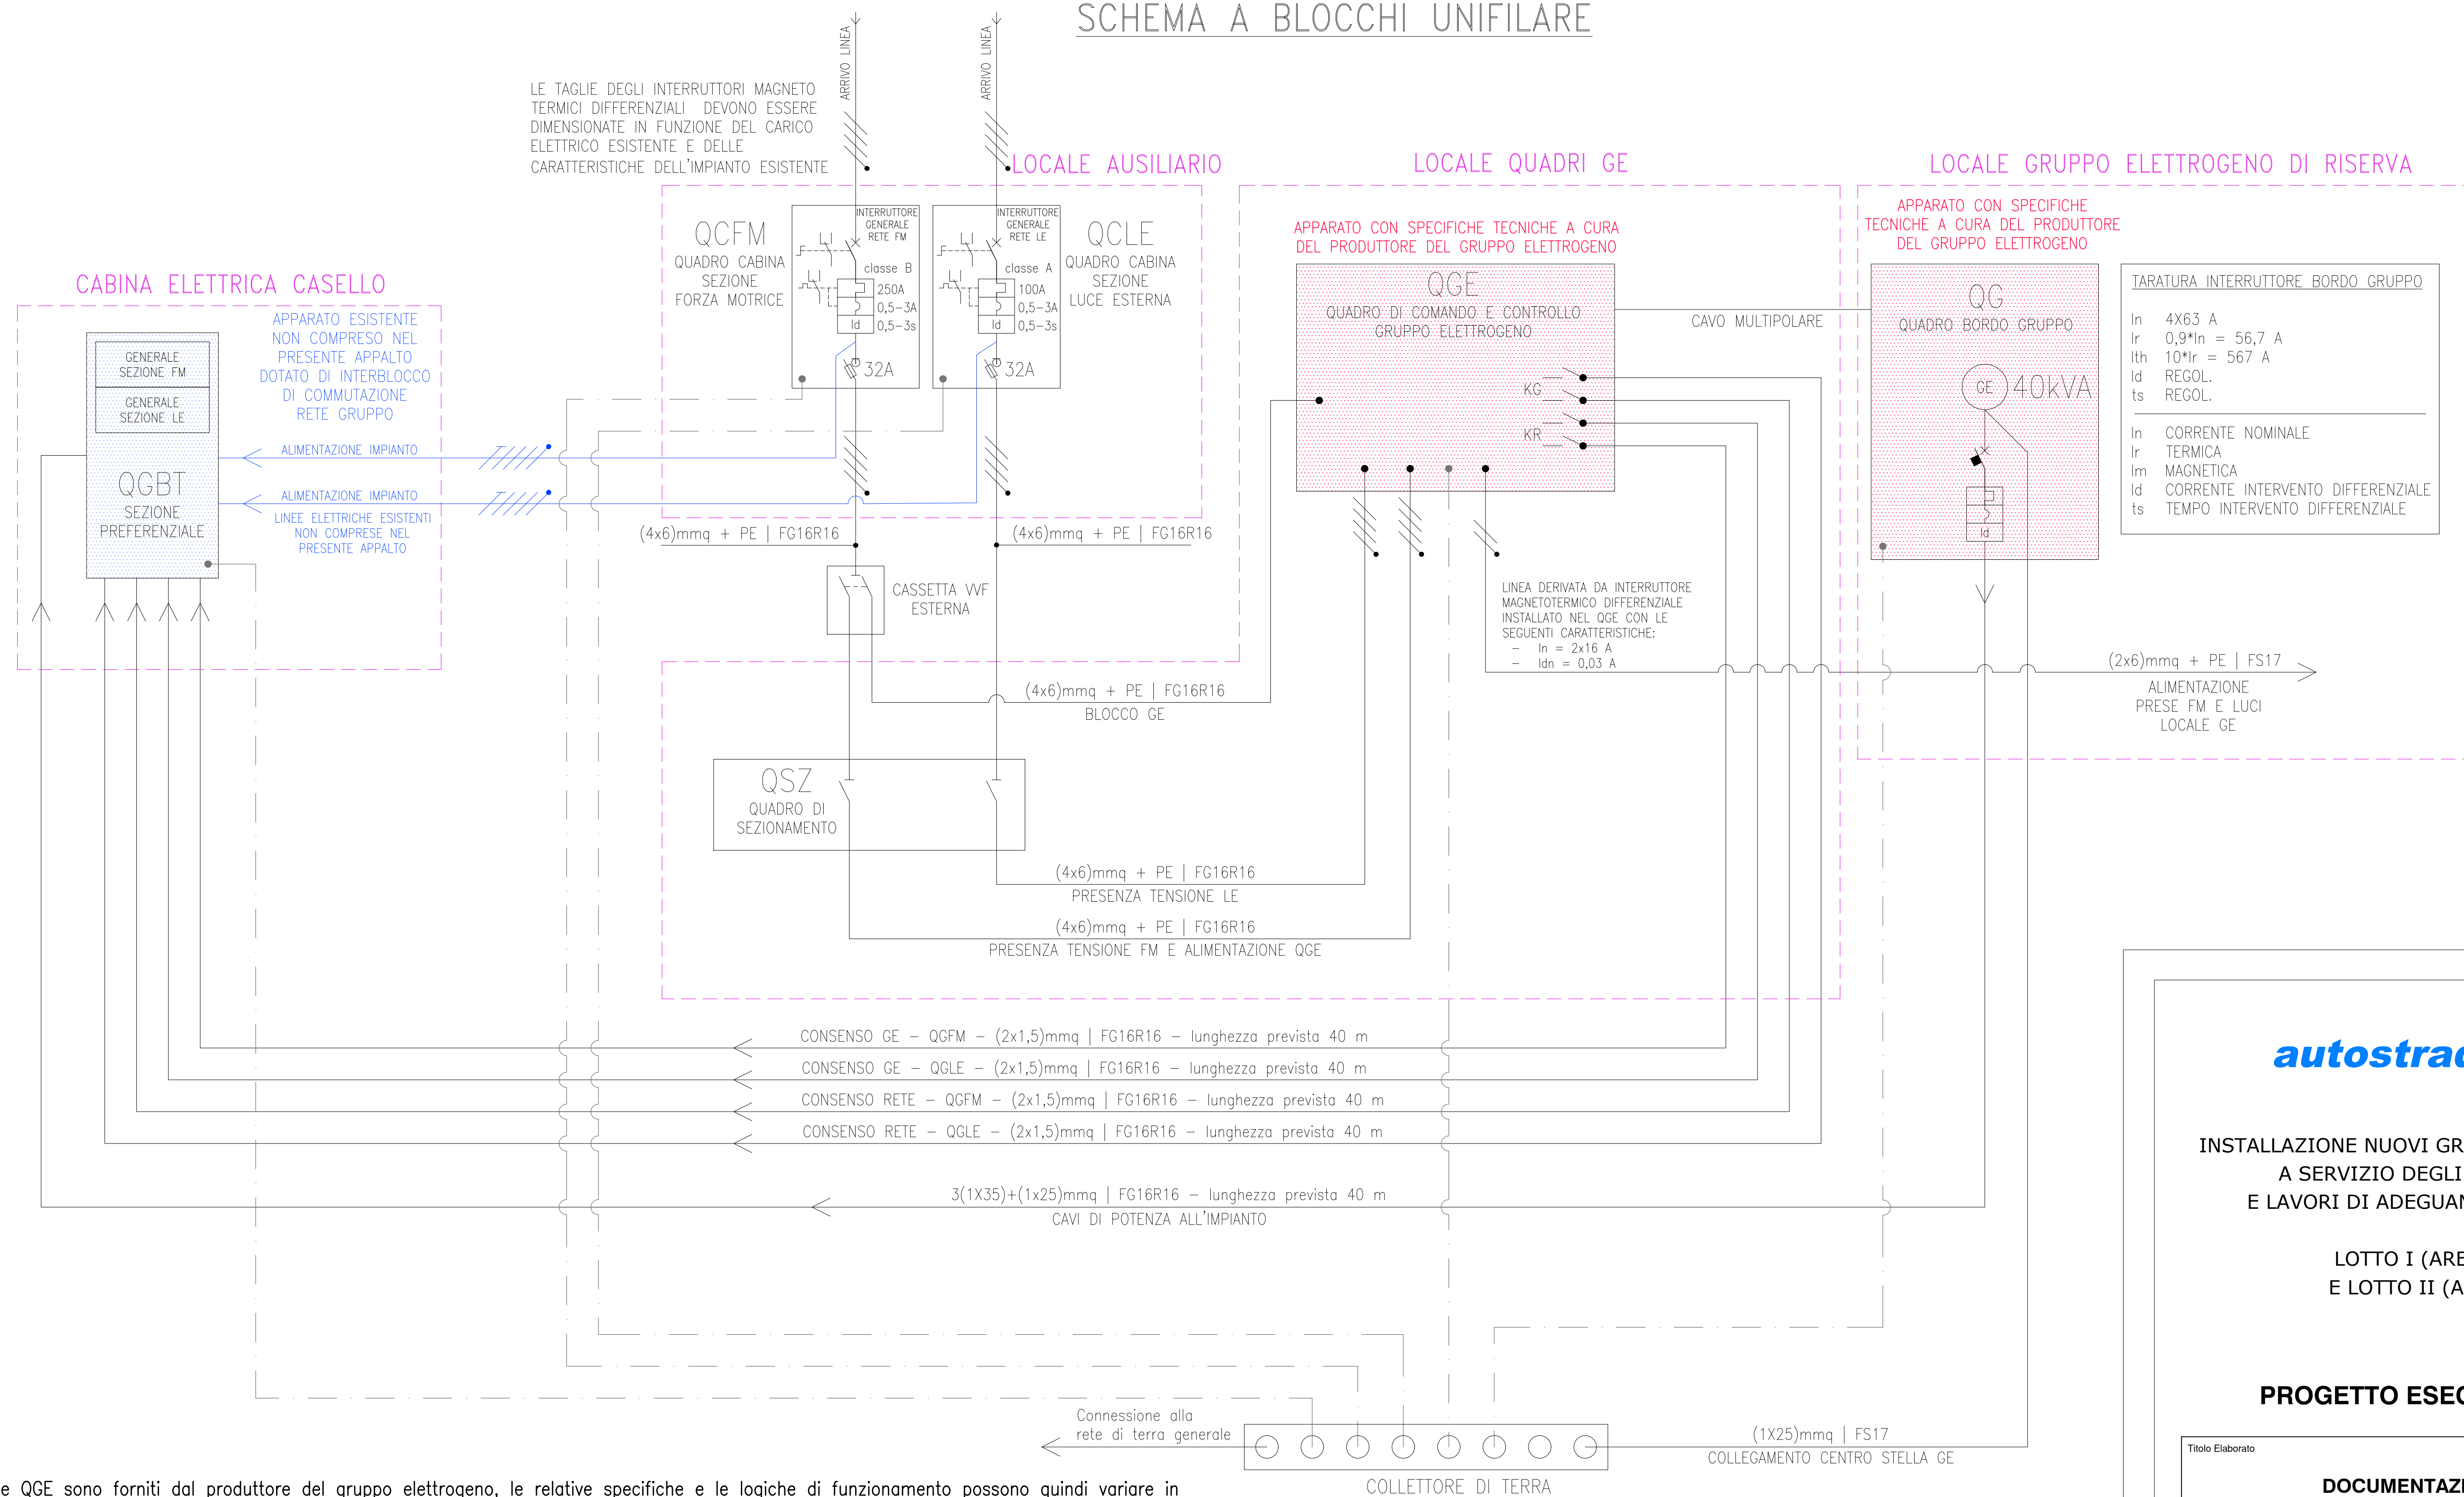 SCHEMA A BLOCCHI UNIFILARE
ARRIVO LINEA
ARRIVO LINEA
LE TAGLIE DEGLI INTERRUTTORI MAGNETO
TERMICI DIFFERENZIALI DEVONO ESSERE
DIMENSIONATE IN FUNZIONE DEL CARICO
ELETTRICO ESISTENTE E DELLE
CARATTERISTICHE DELL'IMPIANTO ESISTENTE
LOCALE AUSILIARIO
LOCALE QUADRI GE
LOCALE GRUPPO ELETTROGENO DI RISERVA
CABINA ELETTRICA CASELLO
GENERALE
SEZIONE FM
GENERALE
SEZIONE LE
QGBT
SEZIONE
PREFERENZIALE
APPARATO ESISTENTE
NON COMPRESO NEL
PRESENTE APPALTO
DOTATO DI INTERBLOCCO
DI COMMUTAZIONE
RETE GRUPPO
ALIMENTAZIONE IMPIANTO
ALIMENTAZIONE IMPIANTO
LINEE ELETTRICHE ESISTENTI
NON COMPRESE NEL
PRESENTE APPALTO
QCFM
QUADRO CABINA
SEZIONE
FORZA MOTRICE
INTERRUTTORE
GENERALE
RETE FM
classe B
250A
0,5-3A
Id
0,5-3s
32A
INTERRUTTORE
GENERALE
RETE LE
classe A
100A
0,5-3A
Id
0,5-3s
32A
QCLE
QUADRO CABINA
SEZIONE
LUCE ESTERNA
(4x6)mmq + PE | FG16R16
(4x6)mmq + PE | FG16R16
CASSETTA VVF
ESTERNA
APPARATO CON SPECIFICHE TECNICHE A CURA
DEL PRODUTTORE DEL GRUPPO ELETTROGENO
QGE
QUADRO DI COMANDO E CONTROLLO
GRUPPO ELETTROGENO
KG
KR
CAVO MULTIPOLARE
APPARATO CON SPECIFICHE
TECNICHE A CURA DEL PRODUTTORE
DEL GRUPPO ELETTROGENO
QG
QUADRO BORDO GRUPPO
GE
40kVA
Id
TARATURA INTERRUTTORE BORDO GRUPPO
In 4X63 A
Ir 0,9*In = 56,7 A
Ith 10*Ir = 567 A
Id REGOL.
ts REGOL.
In CORRENTE NOMINALE
Ir TERMICA
Im MAGNETICA
Id CORRENTE INTERVENTO DIFFERENZIALE
ts TEMPO INTERVENTO DIFFERENZIALE
LINEA DERIVATA DA INTERRUTTORE
MAGNETOTERMICO DIFFERENZIALE
INSTALLATO NEL QGE CON LE
SEGUENTI CARATTERISTICHE:
- In = 2x16 A
- Idn = 0,03 A
(2x6)mmq + PE | FS17
ALIMENTAZIONE
PRESE FM E LUCI
LOCALE GE
(4x6)mmq + PE | FG16R16
BLOCCO GE
QSZ
QUADRO DI
SEZIONAMENTO
(4x6)mmq + PE | FG16R16
PRESENZA TENSIONE LE
(4x6)mmq + PE | FG16R16
PRESENZA TENSIONE FM E ALIMENTAZIONE QGE
CONSENSO GE - QGFM - (2x1,5)mmq | FG16R16 - lunghezza prevista 40 m
CONSENSO GE - QGLE - (2x1,5)mmq | FG16R16 - lunghezza prevista 40 m
CONSENSO RETE - QGFM - (2x1,5)mmq | FG16R16 - lunghezza prevista 40 m
CONSENSO RETE - QGLE - (2x1,5)mmq | FG16R16 - lunghezza prevista 40 m
3(1X35)+(1x25)mmq | FG16R16 - lunghezza prevista 40 m
CAVI DI POTENZA ALL'IMPIANTO
Connessione alla
rete di terra generale
COLLETTORE DI TERRA
(1X25)mmq | FS17
COLLEGAMENTO CENTRO STELLA GE
e QGE sono forniti dal produttore del gruppo elettrogeno, le relative specifiche e le logiche di funzionamento possono quindi variare in
autostrad
INSTALLAZIONE NUOVI GR
A SERVIZIO DEGLI
E LAVORI DI ADEGUAM
LOTTO I (ARE
E LOTTO II (A
PROGETTO ESEC
Titolo Elaborato
DOCUMENTAZI